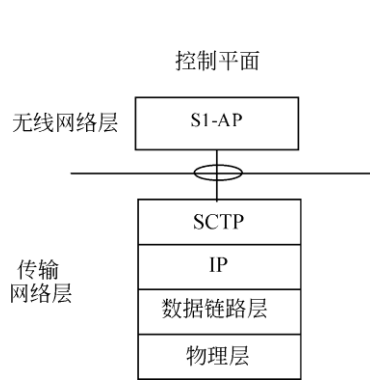 控制平面
无线网络层
S1-AP
SCTP
IP
传输
网络层
数据链路层
物理层